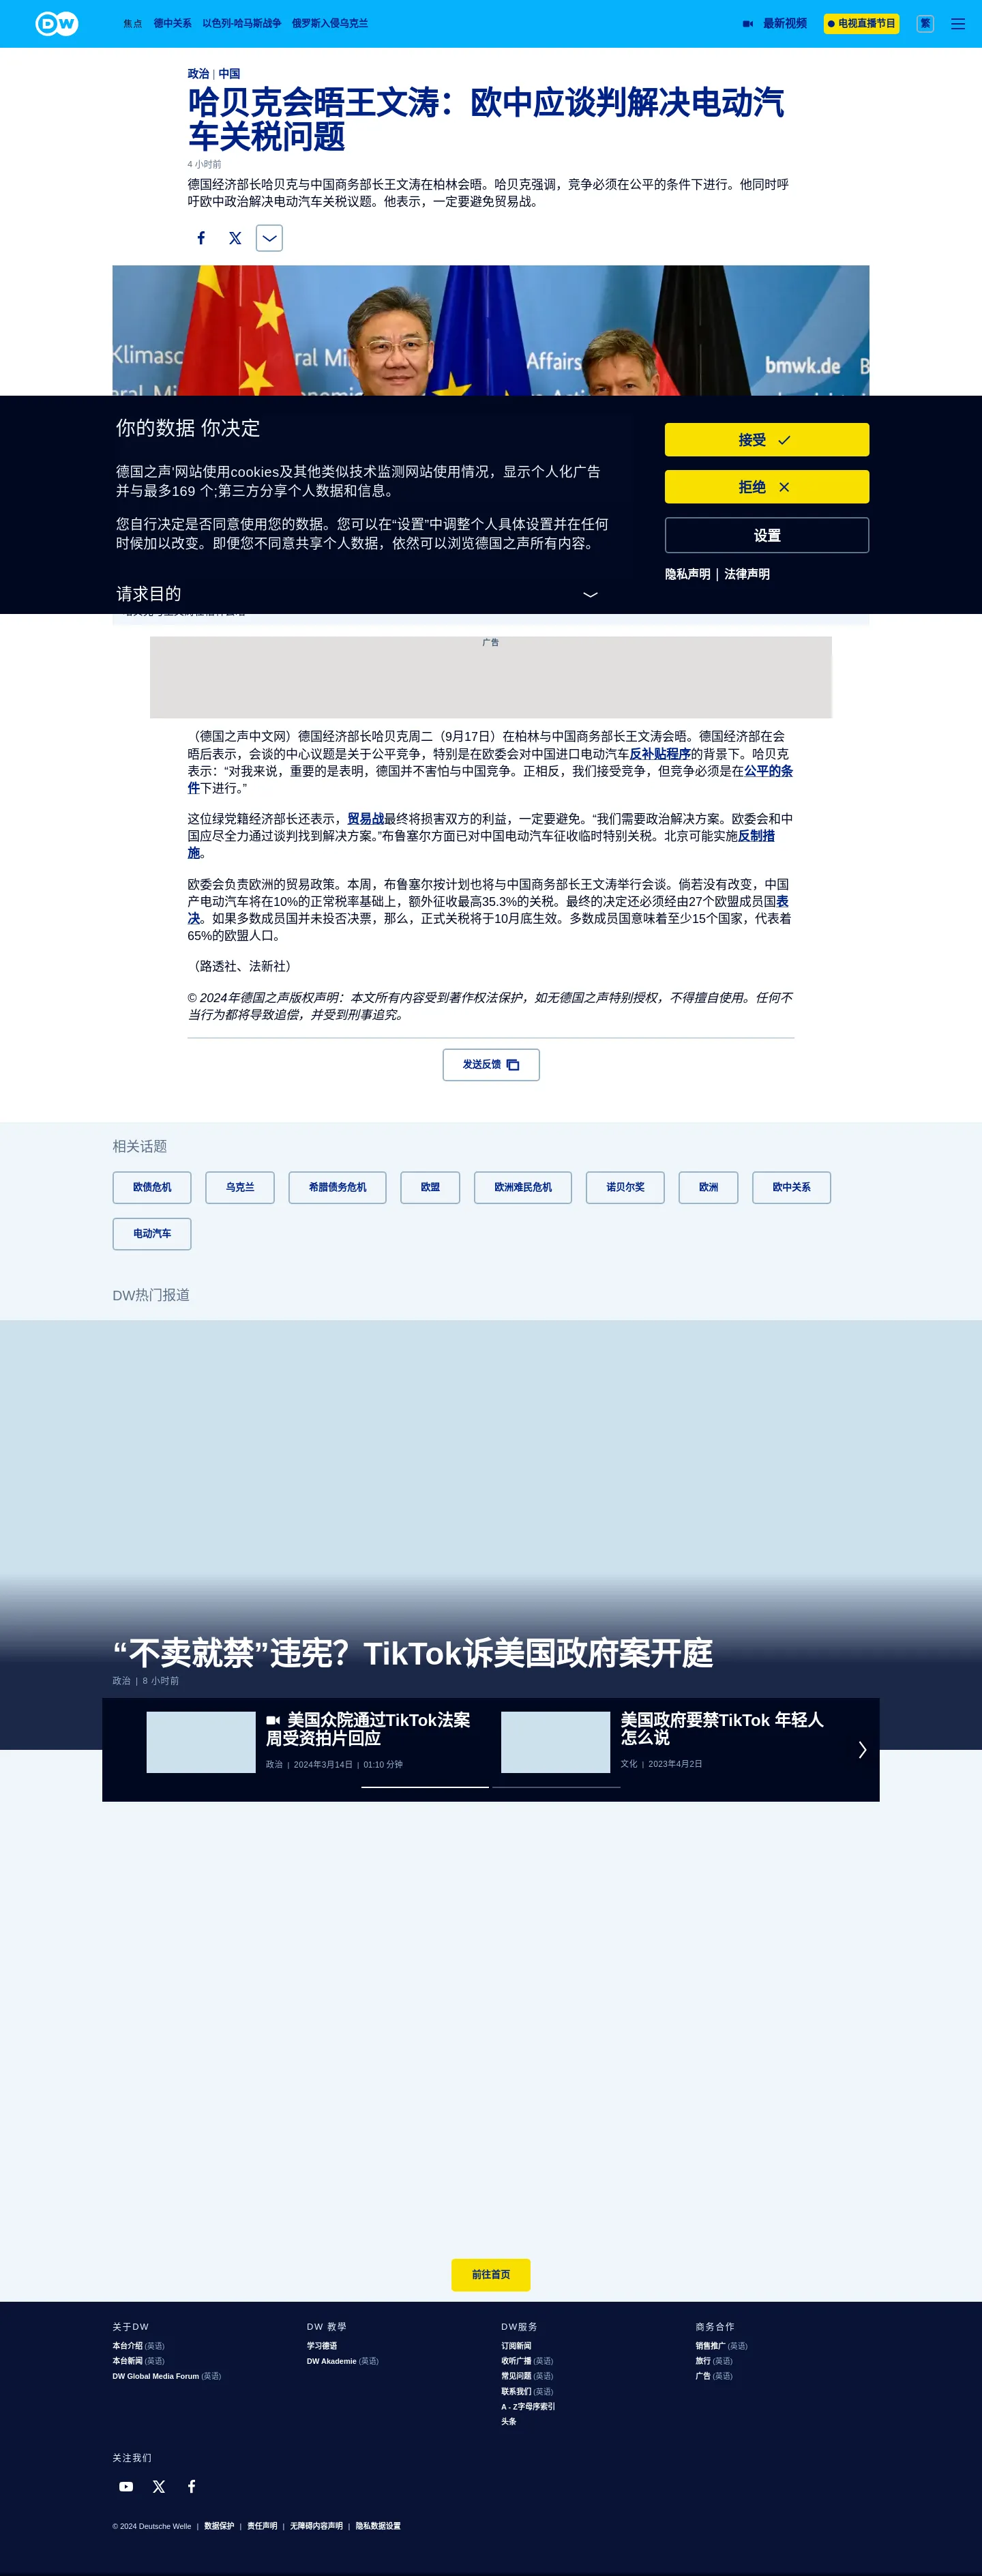 DW
焦点 德中关系 以色列-哈马斯战争 俄罗斯入侵乌克兰 最新视频 电视直播节目 繁
政治 | 中国
哈贝克会晤王文涛：欧中应谈判解决电动汽
车关税问题
4 小时前
德国经济部长哈贝克与中国商务部长王文涛在柏林会晤。哈贝克强调，竞争必须在公平的条件下进行。他同时呼
吁欧中政治解决电动汽车关税议题。他表示，一定要避免贸易战。
Klimasc
eral Mi
Affairs
bmwk.de
你的数据 你决定
德国之声'网站使用cookies及其他类似技术监测网站使用情况，显示个人化广告
并与最多169 个;第三方分享个人数据和信息。
您自行决定是否同意使用您的数据。您可以在“设置”中调整个人具体设置并在任何
时候加以改变。即便您不同意共享个人数据，依然可以浏览德国之声所有内容。
请求目的
接受
拒绝
设置
隐私声明 | 法律声明
广告
（德国之声中文网）德国经济部长哈贝克周二（9月17日）在柏林与中国商务部长王文涛会晤。德国经济部在会
晤后表示，会谈的中心议题是关于公平竞争，特别是在欧委会对中国进口电动汽车反补贴程序的背景下。哈贝克
表示：“对我来说，重要的是表明，德国并不害怕与中国竞争。正相反，我们接受竞争，但竞争必须是在公平的条
件下进行。”
这位绿党籍经济部长还表示，贸易战最终将损害双方的利益，一定要避免。“我们需要政治解决方案。欧委会和中
国应尽全力通过谈判找到解决方案。”布鲁塞尔方面已对中国电动汽车征收临时特别关税。北京可能实施反制措
施。
欧委会负责欧洲的贸易政策。本周，布鲁塞尔按计划也将与中国商务部长王文涛举行会谈。倘若没有改变，中国
产电动汽车将在10%的正常税率基础上，额外征收最高35.3%的关税。最终的决定还必须经由27个欧盟成员国表
决。如果多数成员国并未投否决票，那么，正式关税将于10月底生效。多数成员国意味着至少15个国家，代表着
65%的欧盟人口。
（路透社、法新社）
© 2024年德国之声版权声明：本文所有内容受到著作权法保护，如无德国之声特别授权，不得擅自使用。任何不
当行为都将导致追偿，并受到刑事追究。
发送反馈
相关话题
欧债危机 乌克兰 希腊债务危机 欧盟 欧洲难民危机 诺贝尔奖 欧洲 欧中关系
电动汽车
DW热门报道
“不卖就禁”违宪？TikTok诉美国政府案开庭
政治 | 8 小时前
美国众院通过TikTok法案
周受资拍片回应
政治 | 2024年3月14日 | 01:10 分钟
美国政府要禁TikTok 年轻人
怎么说
文化 | 2023年4月2日
前往首页
关于DW
本台介绍 (英语)
本台新闻 (英语)
DW Global Media Forum (英语)
DW 教學
学习德语
DW Akademie (英语)
DW服务
订阅新闻
收听广播 (英语)
常见问题 (英语)
联系我们 (英语)
A - Z字母序索引
头条
商务合作
销售推广 (英语)
旅行 (英语)
广告 (英语)
关注我们
© 2024 Deutsche Welle | 数据保护 | 责任声明 | 无障碍内容声明 | 隐私数据设置